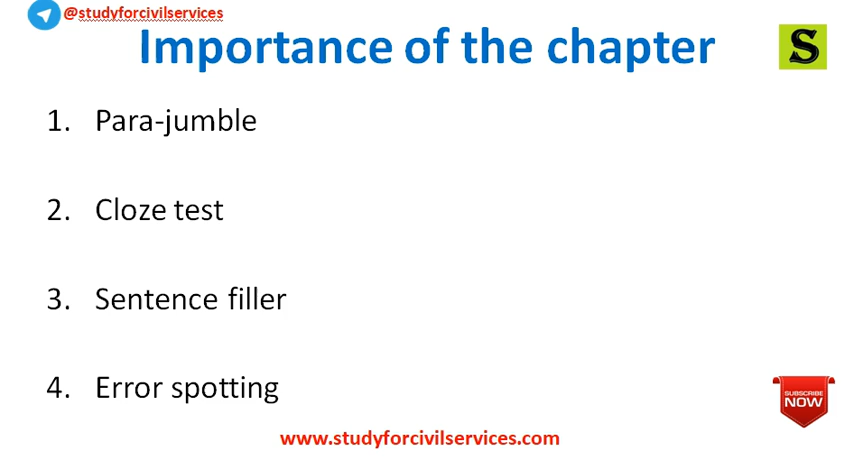 @studyforcivilservices
Importance of the chapter
S
1. Para-jumble
2. Cloze test
3. Sentence filler
4. Error spotting
SUBSCRIBE
NOW
www.studyforcivilservices.com